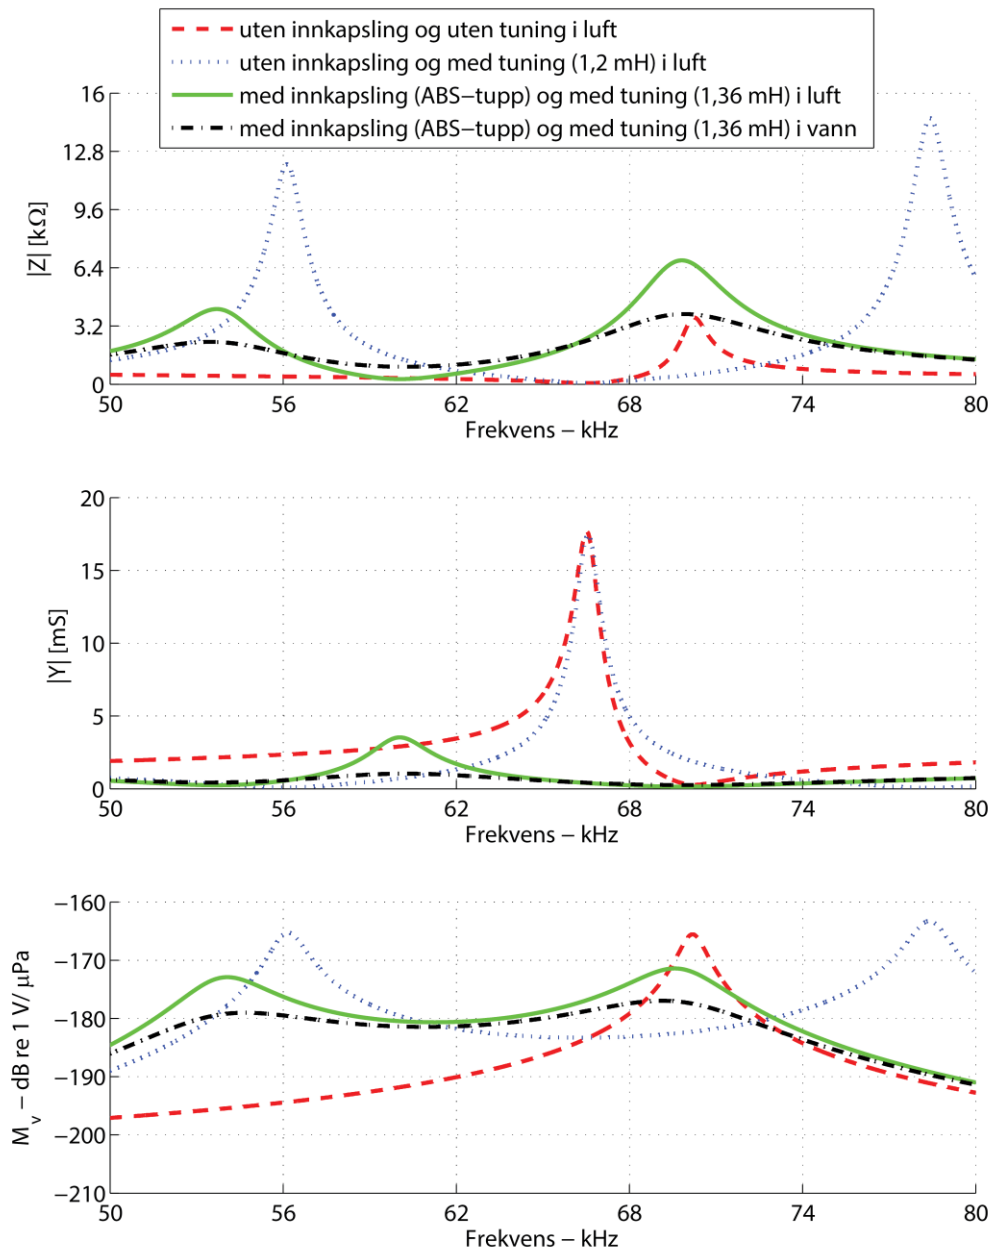 uten innkapsling og uten tuning i luft
uten innkapsling og med tuning (1,2 mH) i luft
med innkapsling (ABS−tupp) og med tuning (1,36 mH) i luft
med innkapsling (ABS−tupp) og med tuning (1,36 mH) i vann
|Z| [kΩ]
16
12.8
9.6
6.4
3.2
0
50 56 62 68 74 80
Frekvens − kHz
|Y| [mS]
20
15
10
5
0
50 56 62 68 74 80
Frekvens − kHz
M_v − dB re 1 V/ µPa
−160
−170
−180
−190
−200
−210
50 56 62 68 74 80
Frekvens − kHz